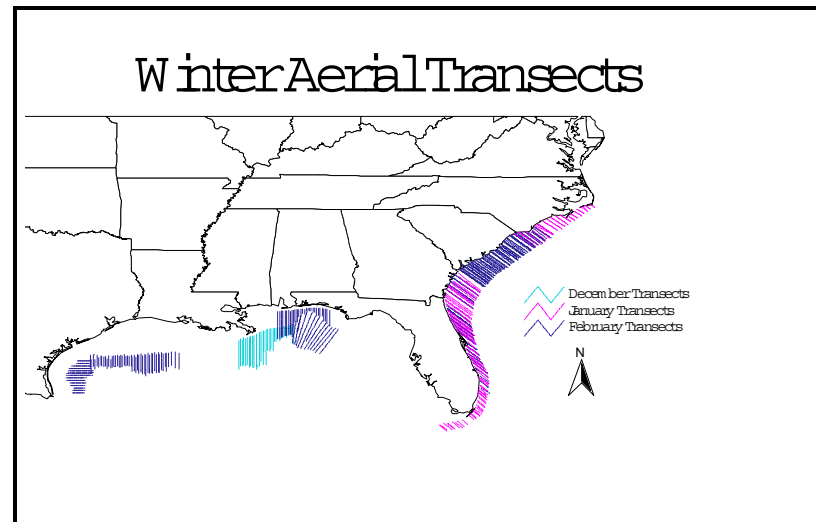 Winter Aerial Transects
December Transects
January Transects
February Transects
N